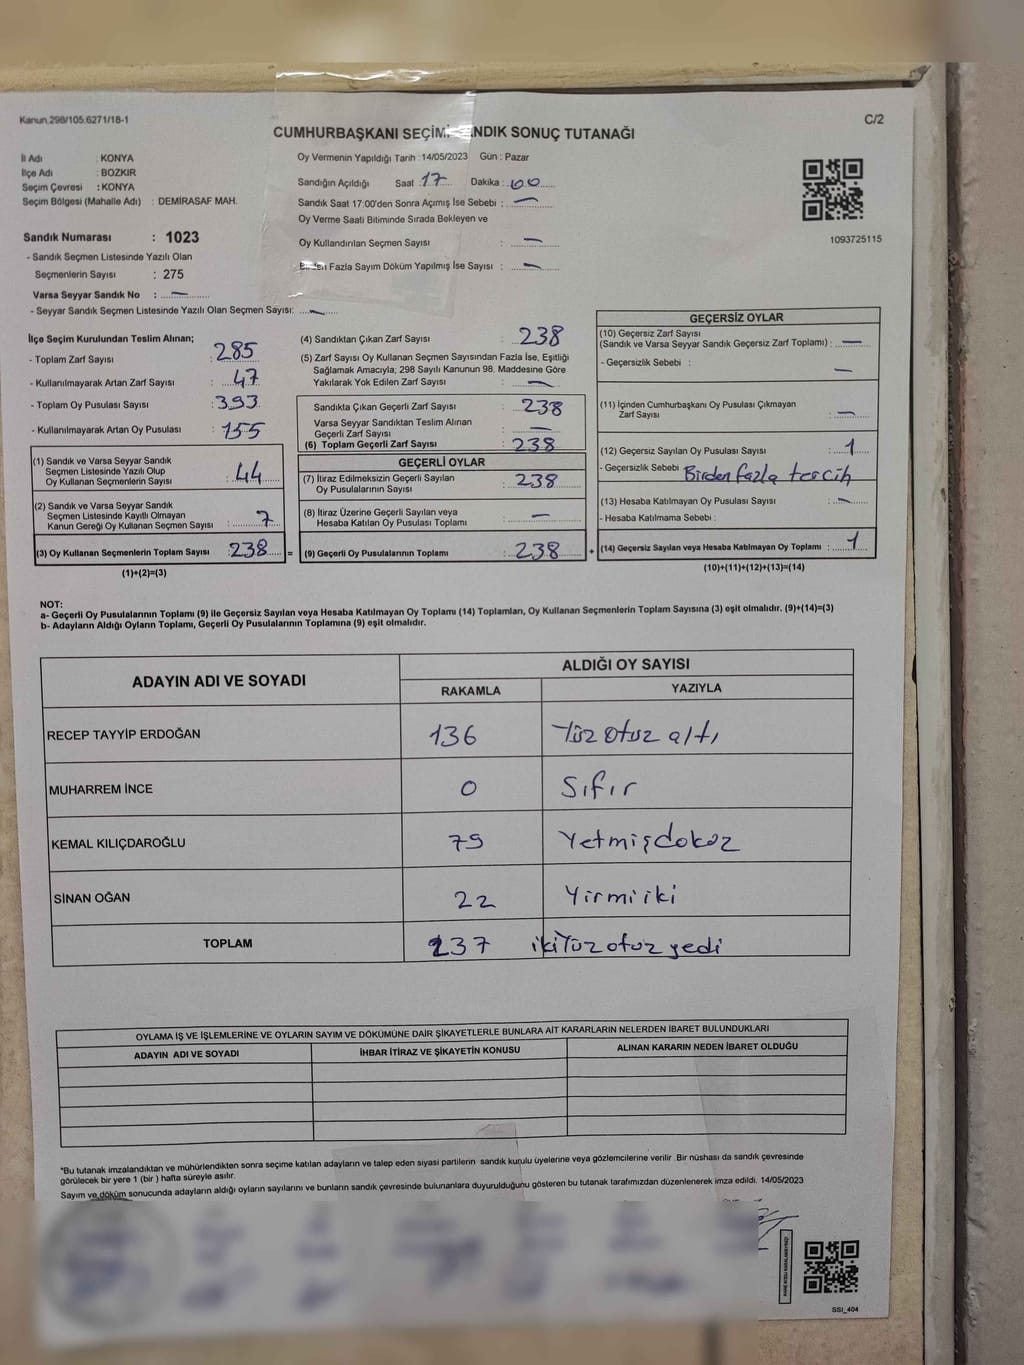 Kanun.298/105.6271/18-1
C/2
CUMHURBAŞKANI SEÇİMİ SANDIK SONUÇ TUTANAĞI
İl Adı : KONYA
İlçe Adı : BOZKIR
Seçim Çevresi : KONYA
Seçim Bölgesi (Mahalle Adı) : DEMİRASAF MAH.
Sandık Numarası : 1023
- Sandık Seçmen Listesinde Yazılı Olan
Seçmenlerin Sayısı : 275
Varsa Seyyar Sandık No : —
- Seyyar Sandık Seçmen Listesinde Yazılı Olan Seçmen Sayısı: —
Oy Vermenin Yapıldığı Tarih : 14/05/2023 Gün : Pazar
Sandığın Açıldığı Saat : 17 Dakika : 00
Sandık Saat 17:00'den Sonra Açımış İse Sebebi : —
Oy Verme Saati Bitiminde Sırada Bekleyen ve
Oy Kullandırılan Seçmen Sayısı : —
Birden Fazla Sayım Döküm Yapılmış İse Sayısı : —
1093725115
İlçe Seçim Kurulundan Teslim Alınan;
- Toplam Zarf Sayısı : 285
- Kullanılmayarak Artan Zarf Sayısı : 47
- Toplam Oy Pusulası Sayısı : 393
- Kullanılmayarak Artan Oy Pusulası : 155
(1) Sandık ve Varsa Seyyar Sandık
Seçmen Listesinde Yazılı Olup
Oy Kullanan Seçmenlerin Sayısı : 44
(2) Sandık ve Varsa Seyyar Sandık
Seçmen Listesinde Kayıtlı Olmayan
Kanun Gereği Oy Kullanan Seçmen Sayısı : 7
(3) Oy Kullanan Seçmenlerin Toplam Sayısı : 238 =
(1)+(2)=(3)
(4) Sandıktan Çıkan Zarf Sayısı : 238
(5) Zarf Sayısı Oy Kullanan Seçmen Sayısından Fazla İse, Eşitliği
Sağlamak Amacıyla, 298 Sayılı Kanunun 98. Maddesine Göre
Yakılarak Yok Edilen Zarf Sayısı : —
Sandıkta Çıkan Geçerli Zarf Sayısı : 238
Varsa Seyyar Sandıktan Teslim Alınan
Geçerli Zarf Sayısı : —
(6) Toplam Geçerli Zarf Sayısı : 238
GEÇERLİ OYLAR
(7) İtiraz Edilmeksizin Geçerli Sayılan
Oy Pusulalarının Sayısı : 238
(8) İtiraz Üzerine Geçerli Sayılan veya
Hesaba Katılan Oy Pusulası Toplamı : —
(9) Geçerli Oy Pusulalarının Toplamı : 238 +
GEÇERSİZ OYLAR
(10) Geçersiz Zarf Sayısı
(Sandık ve Varsa Seyyar Sandık Geçersiz Zarf Toplamı) : —
- Geçersizlik Sebebi : —
(11) İçinden Cumhurbaşkanı Oy Pusulası Çıkmayan
Zarf Sayısı : —
(12) Geçersiz Sayılan Oy Pusulası Sayısı : 1
- Geçersizlik Sebebi Birden fazla tercih
(13) Hesaba Katılmayan Oy Pusulası Sayısı : —
- Hesaba Katılmama Sebebi :
(14) Geçersiz Sayılan veya Hesaba Katılmayan Oy Toplamı : 1
(10)+(11)+(12)+(13)=(14)
NOT:
a- Geçerli Oy Pusulalarının Toplamı (9) ile Geçersiz Sayılan veya Hesaba Katılmayan Oy Toplamı (14) Toplamları, Oy Kullanan Seçmenlerin Toplam Sayısına (3) eşit olmalıdır. (9)+(14)=(3)
b- Adayların Aldığı Oyların Toplamı, Geçerli Oy Pusulalarının Toplamına (9) eşit olmalıdır.
ADAYIN ADI VE SOYADI
ALDIĞI OY SAYISI
RAKAMLA YAZIYLA
RECEP TAYYİP ERDOĞAN 136 Yüz otuz altı
MUHARREM İNCE 0 Sıfır
KEMAL KILIÇDAROĞLU 79 Yetmişdokuz
SİNAN OĞAN 22 Yirmiiki
TOPLAM 237 ikiYüz otuz yedi
OYLAMA İŞ VE İŞLEMLERİNE VE OYLARIN SAYIM VE DÖKÜMÜNE DAİR ŞİKAYETLERLE BUNLARA AİT KARARLARIN NELERDEN İBARET BULUNDUKLARI
ADAYIN ADI VE SOYADI İHBAR İTİRAZ VE ŞİKAYETİN KONUSU ALINAN KARARIN NEDEN İBARET OLDUĞU
"Bu tutanak imzalandıktan ve mühürlendikten sonra seçime katılan adayların ve talep eden siyasi partilerin sandık kurulu üyelerine veya gözlemcilerine verilir .Bir nüshası da sandık çevresinde
görülecek bir yere 1 (bir ) hafta süreyle asılır.
Sayım ve döküm sonucunda adayların aldığı oyların sayılarını ve bunların sandık çevresinde bulunanlara duyurulduğunu gösteren bu tutanak tarafımızdan düzenlenerek imza edildi. 14/05/2023
SSI_404